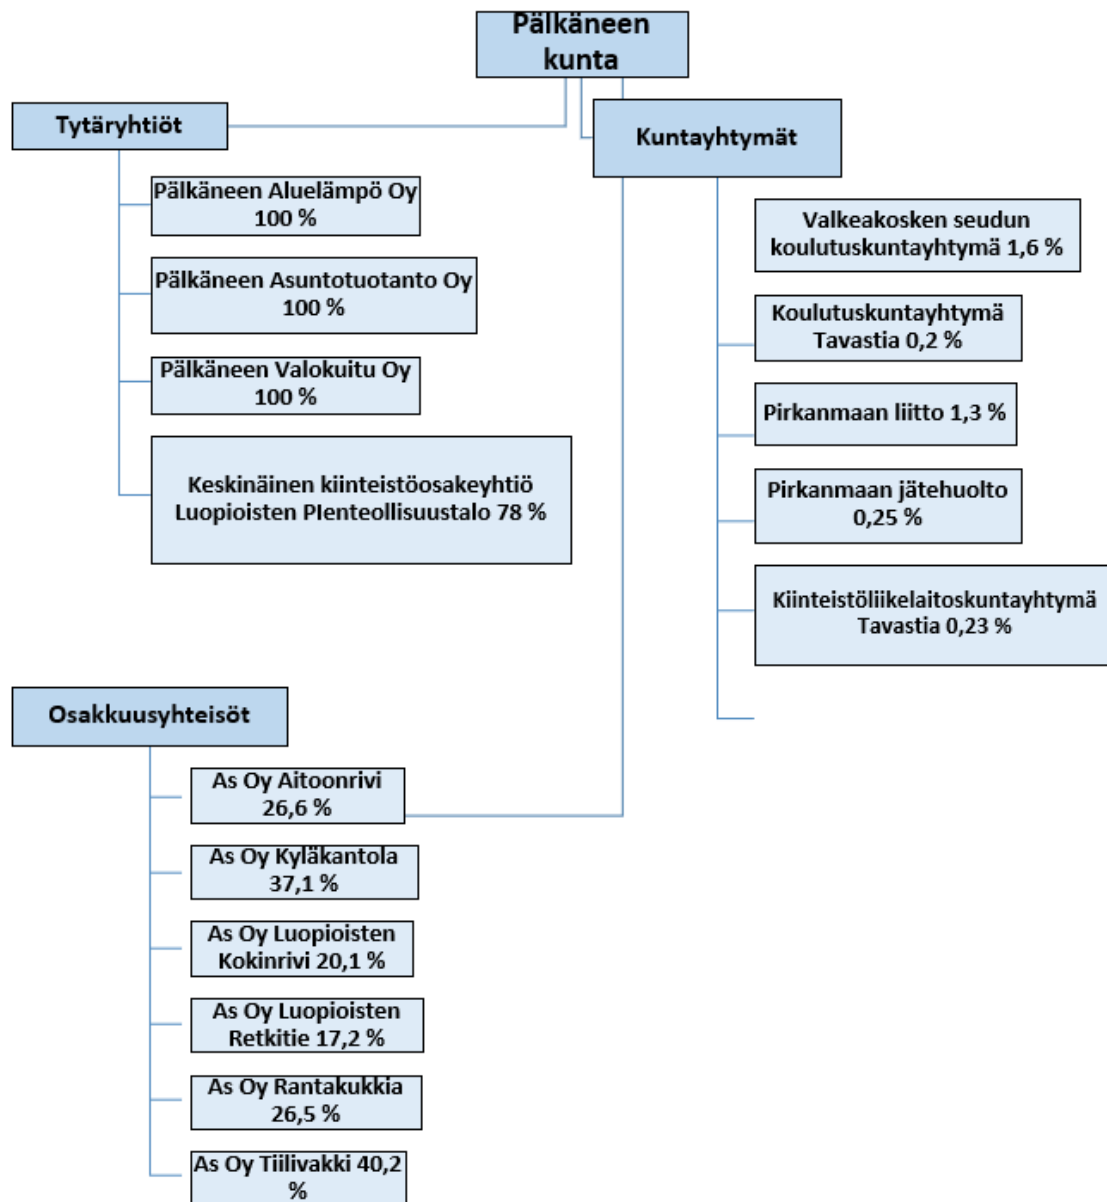 Pälkäneen
kunta
Tytäryhtiöt
Pälkäneen Aluelämpö Oy
100 %
Pälkäneen Asuntotuotanto Oy
100 %
Pälkäneen Valokuitu Oy
100 %
Keskinäinen kiinteistöosakeyhtiö
Luopioisten PIenteollisuustalo 78 %
Kuntayhtymät
Valkeakosken seudun
koulutuskuntayhtymä 1,6 %
Koulutuskuntayhtymä
Tavastia 0,2 %
Pirkanmaan liitto 1,3 %
Pirkanmaan jätehuolto
0,25 %
Kiinteistöliikelaitoskuntayhtymä
Tavastia 0,23 %
Osakkuusyhteisöt
As Oy Aitoonrivi
26,6 %
As Oy Kyläkantola
37,1 %
As Oy Luopioisten
Kokinrivi 20,1 %
As Oy Luopioisten
Retkitie 17,2 %
As Oy Rantakukkia
26,5 %
As Oy Tiilivakki 40,2
%